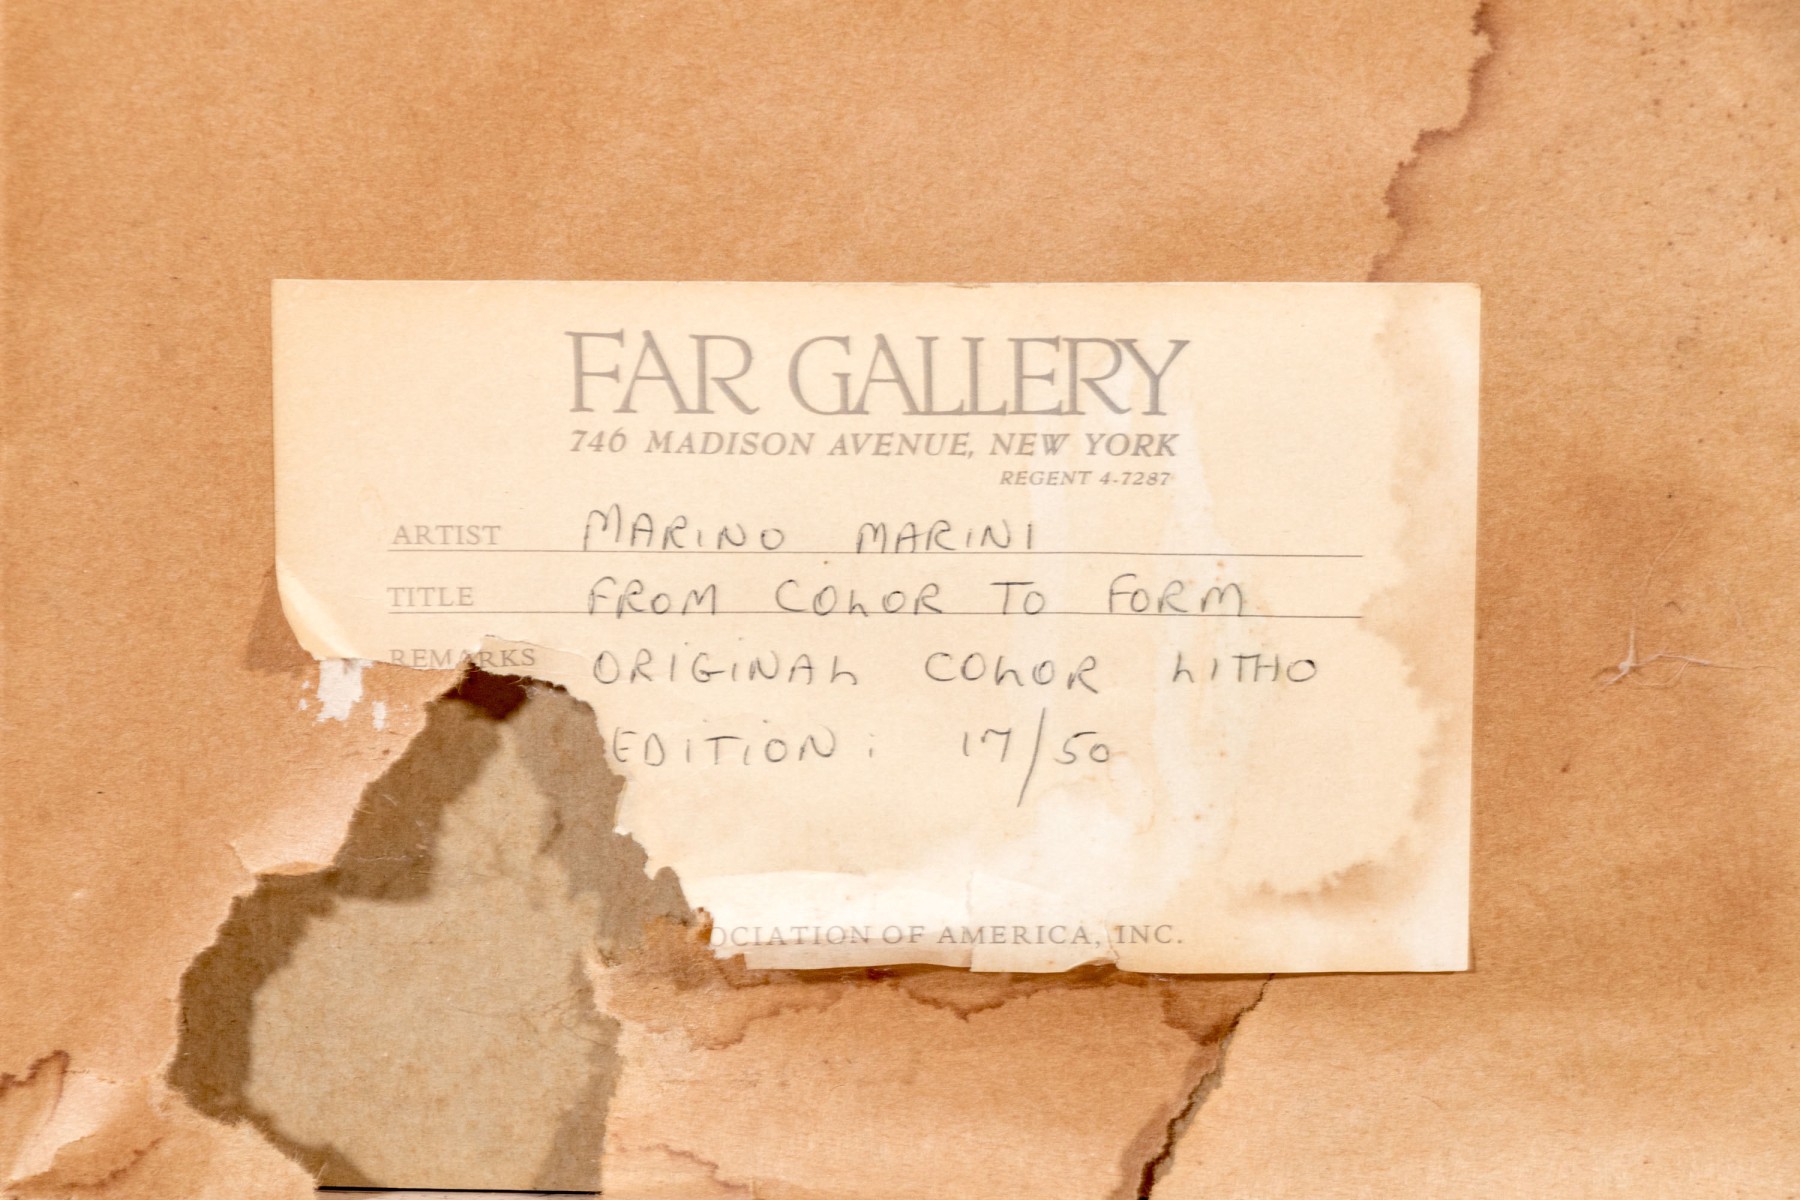 FAR GALLERY
746 MADISON AVENUE, NEW YORK
REGENT 4-7287
ARTIST MARINO MARINI
TITLE FROM COLOR TO FORM
REMARKS ORIGINAL COLOR LITHO
EDITION: 17/50
OCIATION OF AMERICA, INC.